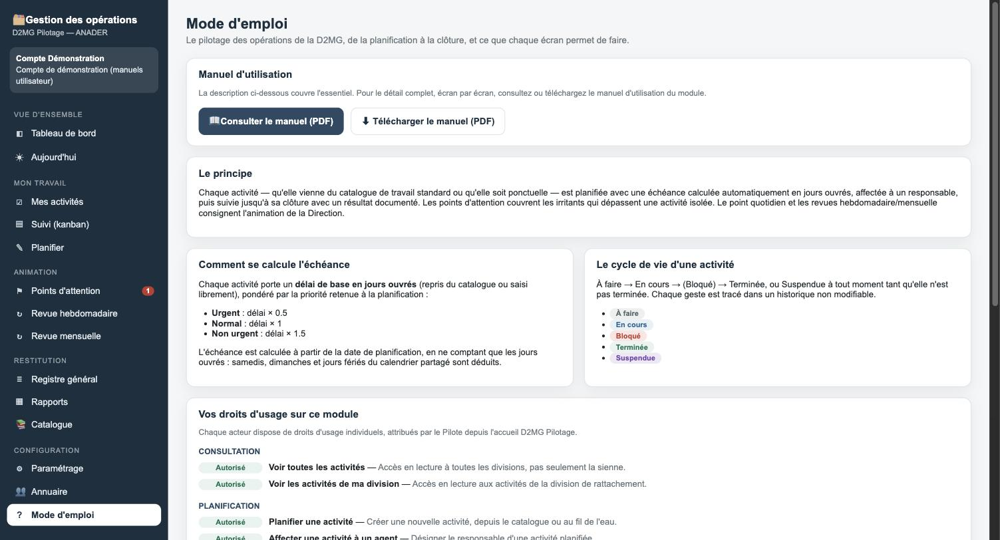 Gestion des opérations
D2MG Pilotage — ANADER
Compte Démonstration
Compte de démonstration (manuels
utilisateur)
VUE D'ENSEMBLE
Tableau de bord
Aujourd'hui
MON TRAVAIL
Mes activités
Suivi (kanban)
Planifier
ANIMATION
Points d'attention 1
Revue hebdomadaire
Revue mensuelle
RESTITUTION
Registre général
Rapports
Catalogue
CONFIGURATION
Paramétrage
Annuaire
? Mode d'emploi
Mode d'emploi
Le pilotage des opérations de la D2MG, de la planification à la clôture, et ce que chaque écran permet de faire.
Manuel d'utilisation
La description ci-dessous couvre l'essentiel. Pour le détail complet, écran par écran, consultez ou téléchargez le manuel d'utilisation du module.
Consulter le manuel (PDF)
Télécharger le manuel (PDF)
Le principe
Chaque activité — qu'elle vienne du catalogue de travail standard ou qu'elle soit ponctuelle — est planifiée avec une échéance calculée automatiquement en jours ouvrés, affectée à un responsable,
puis suivie jusqu'à sa clôture avec un résultat documenté. Les points d'attention couvrent les irritants qui dépassent une activité isolée. Le point quotidien et les revues hebdomadaire/mensuelle
consignent l'animation de la Direction.
Comment se calcule l'échéance
Chaque activité porte un délai de base en jours ouvrés (repris du catalogue ou saisi
librement), pondéré par la priorité retenue à la planification :
• Urgent : délai × 0.5
• Normal : délai × 1
• Non urgent : délai × 1.5
L'échéance est calculée à partir de la date de planification, en ne comptant que les jours
ouvrés : samedis, dimanches et jours fériés du calendrier partagé sont déduits.
Le cycle de vie d'une activité
À faire → En cours → (Bloqué) → Terminée, ou Suspendue à tout moment tant qu'elle n'est
pas terminée. Chaque geste est tracé dans un historique non modifiable.
• À faire
• En cours
• Bloqué
• Terminée
• Suspendue
Vos droits d'usage sur ce module
Chaque acteur dispose de droits d'usage individuels, attribués par le Pilote depuis l'accueil D2MG Pilotage.
CONSULTATION
Autorisé Voir toutes les activités — Accès en lecture à toutes les divisions, pas seulement la sienne.
Autorisé Voir les activités de ma division — Accès en lecture aux activités de la division de rattachement.
PLANIFICATION
Autorisé Planifier une activité — Créer une nouvelle activité, depuis le catalogue ou au fil de l'eau.
Autorisé Affecter une activité à un agent — Désigner le responsable d'une activité planifiée.